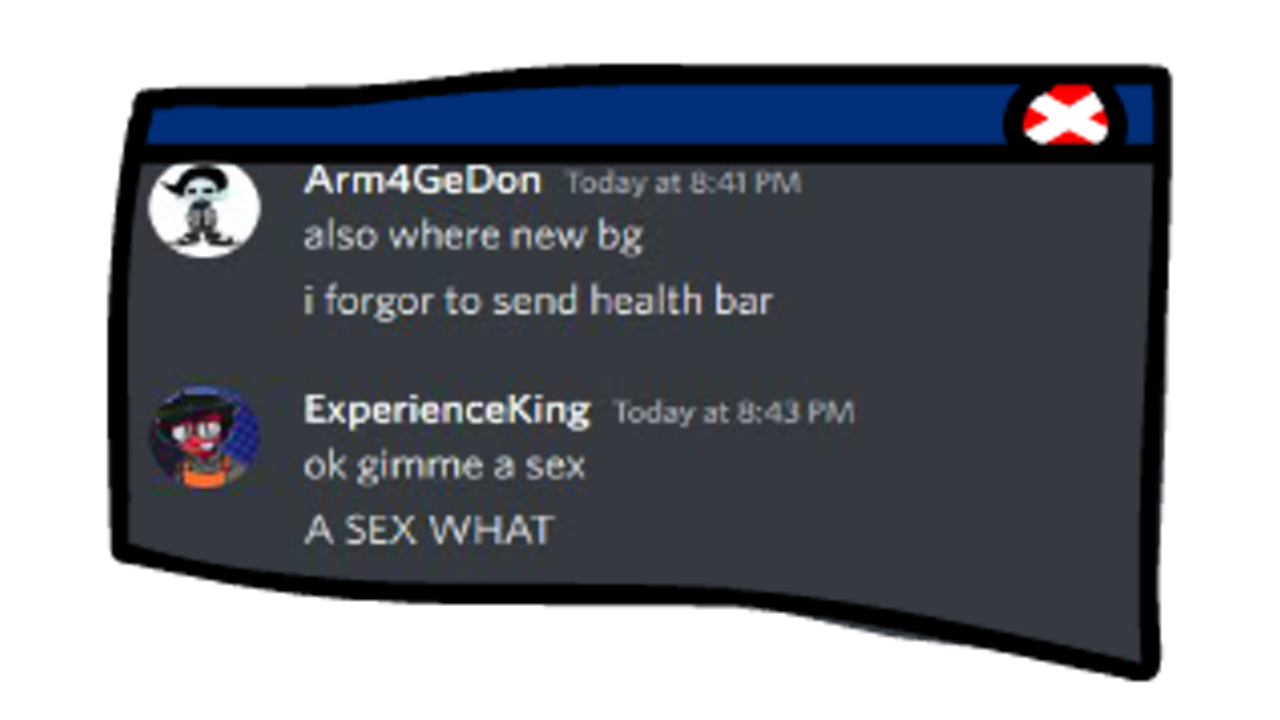 Arm4GeDon Today at 8:41 PM
also where new bg
i forgor to send health bar
ExperienceKing Today at 8:43 PM
ok gimme a sex
A SEX WHAT